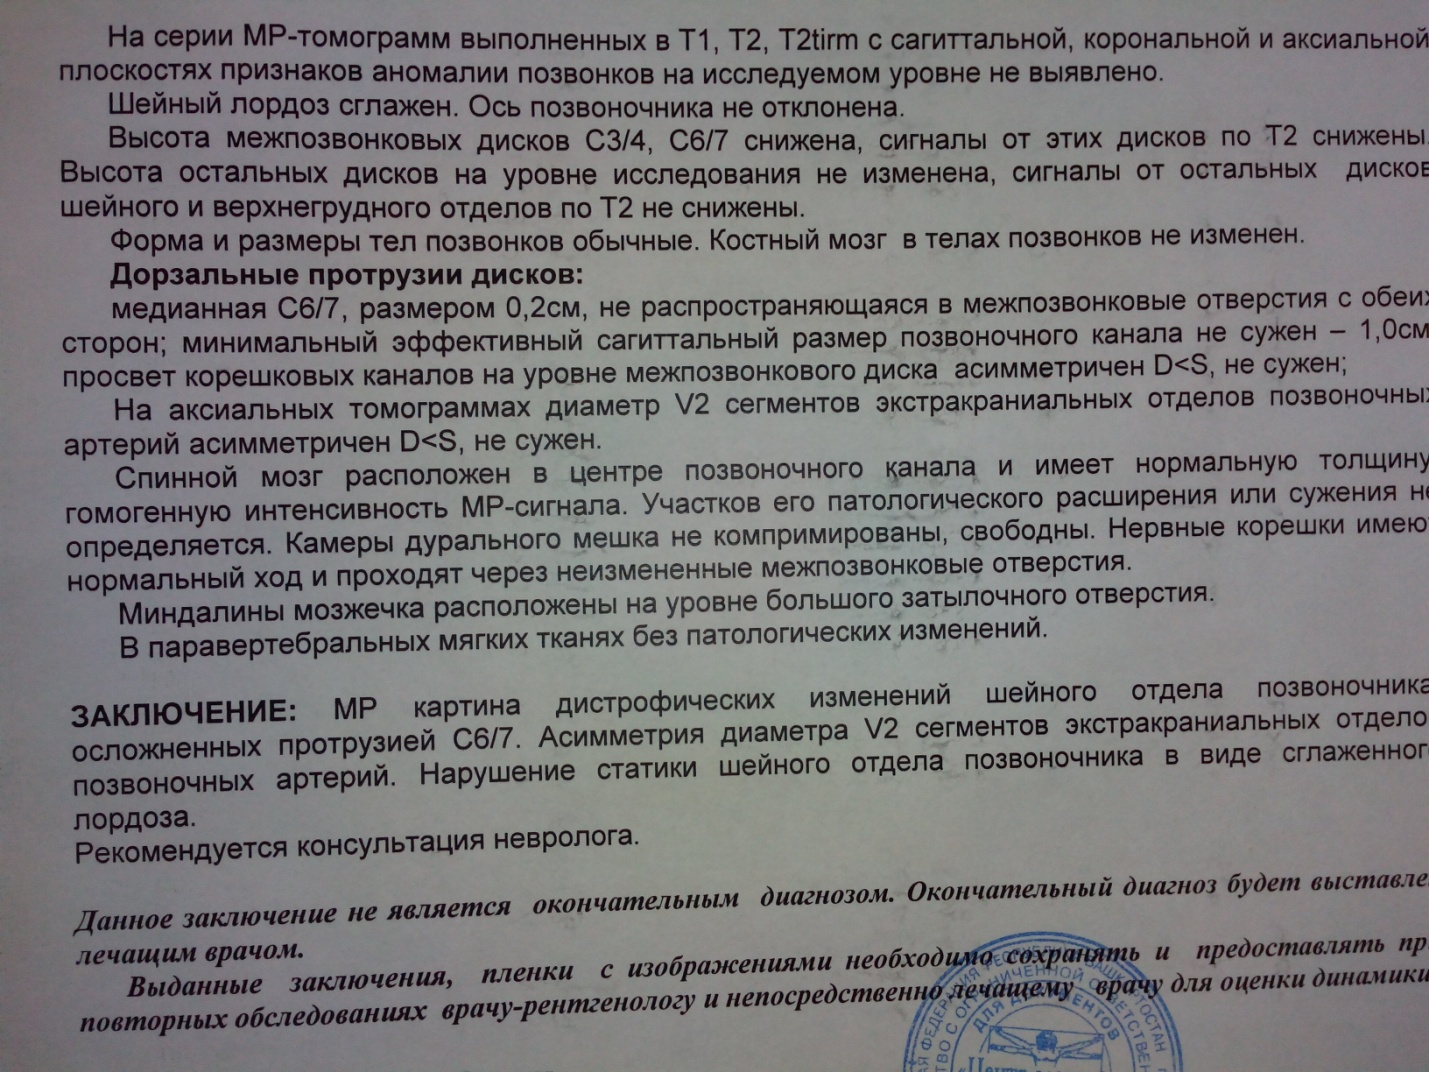 На серии МР-томограмм выполненных в Т1, Т2, T2tirm с сагиттальной, корональной и аксиальной
плоскостях признаков аномалии позвонков на исследуемом уровне не выявлено.
Шейный лордоз сглажен. Ось позвоночника не отклонена.
Высота межпозвонковых дисков С3/4, С6/7 снижена, сигналы от этих дисков по Т2 снижены.
Высота остальных дисков на уровне исследования не изменена, сигналы от остальных дисков
шейного и верхнегрудного отделов по Т2 не снижены.
Форма и размеры тел позвонков обычные. Костный мозг в телах позвонков не изменен.
Дорзальные протрузии дисков:
медианная С6/7, размером 0,2см, не распространяющаяся в межпозвонковые отверстия с обеих
сторон; минимальный эффективный сагиттальный размер позвоночного канала не сужен – 1,0см
просвет корешковых каналов на уровне межпозвонкового диска асимметричен D<S, не сужен;
На аксиальных томограммах диаметр V2 сегментов экстракраниальных отделов позвоночных
артерий асимметричен D<S, не сужен.
Спинной мозг расположен в центре позвоночного канала и имеет нормальную толщину
гомогенную интенсивность МР-сигнала. Участков его патологического расширения или сужения не
определяется. Камеры дурального мешка не компримированы, свободны. Нервные корешки имеют
нормальный ход и проходят через неизмененные межпозвонковые отверстия.
Миндалины мозжечка расположены на уровне большого затылочного отверстия.
В паравертебральных мягких тканях без патологических изменений.
ЗАКЛЮЧЕНИЕ: МР картина дистрофических изменений шейного отдела позвоночника
осложненных протрузией С6/7. Асимметрия диаметра V2 сегментов экстракраниальных отдело
позвоночных артерий. Нарушение статики шейного отдела позвоночника в виде сглаженног
лордоза.
Рекомендуется консультация невролога.
Данное заключение не является окончательным диагнозом. Окончательный диагноз будет выставле
лечащим врачом.
Выданные заключения, пленки с изображениями необходимо сохранять и предоставлять пр
повторных обследованиях врачу-рентгенологу и непосредственно лечащему врачу для оценки динамики
ДЛЯ ДОКУМЕНТОВ